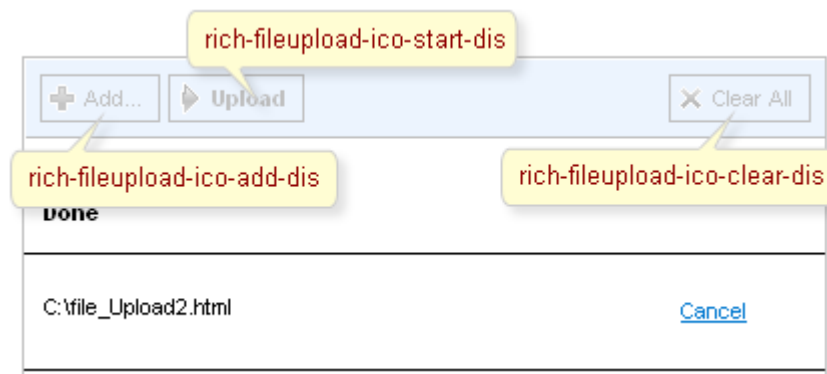 rich-fileupload-ico-start-dis
Add... Upload Clear All
rich-fileupload-ico-add-dis rich-fileupload-ico-clear-dis
Done
C:\file_Upload2.html Cancel